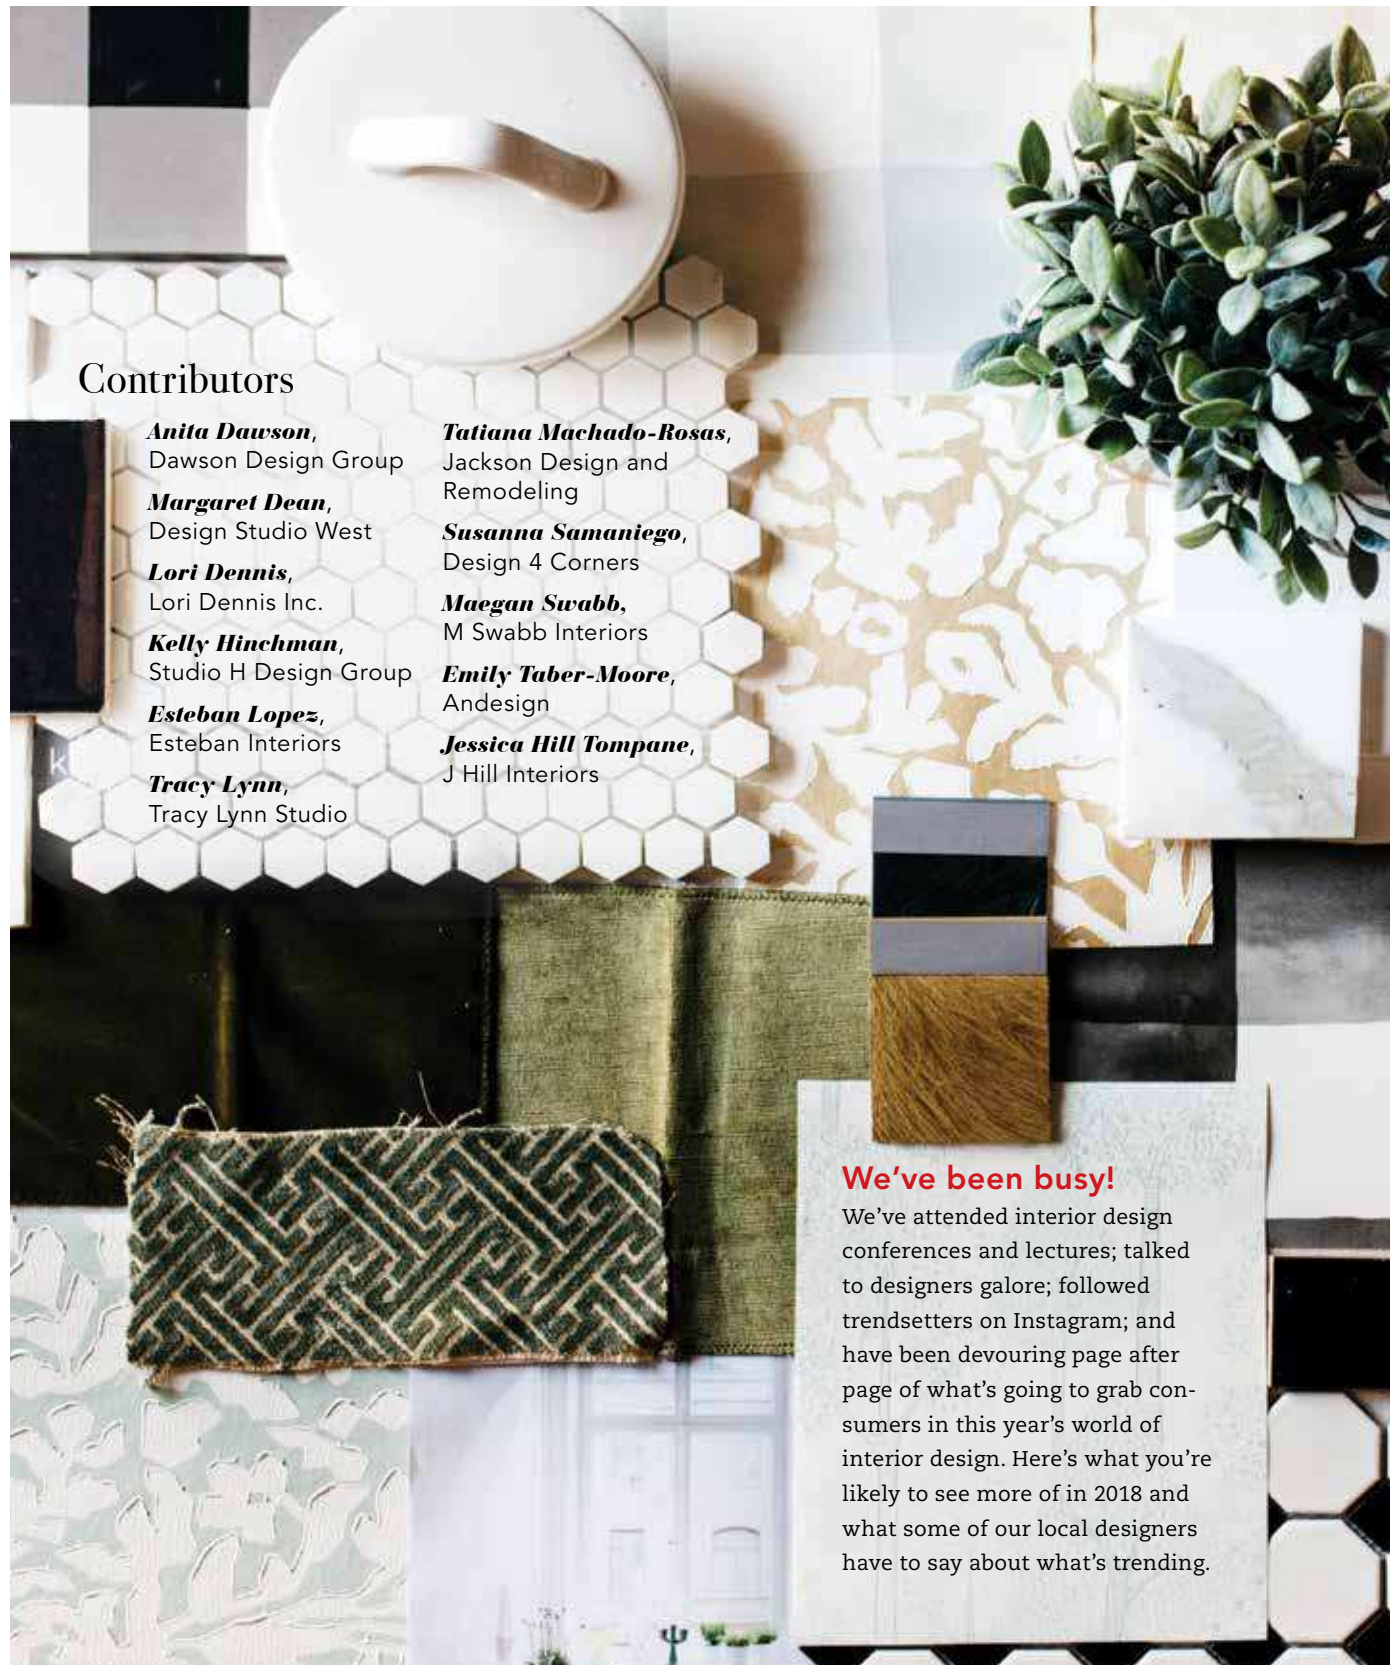 Contributors
Anita Dawson,
Dawson Design Group
Margaret Dean,
Design Studio West
Lori Dennis,
Lori Dennis Inc.
Kelly Hinchman,
Studio H Design Group
Esteban Lopez,
Esteban Interiors
Tracy Lynn,
Tracy Lynn Studio
Tatiana Machado-Rosas,
Jackson Design and
Remodeling
Susanna Samaniego,
Design 4 Corners
Maegan Swabb,
M Swabb Interiors
Emily Taber-Moore,
Andesign
Jessica Hill Tompane,
J Hill Interiors
k
We've been busy!
We've attended interior design
conferences and lectures; talked
to designers galore; followed
trendsetters on Instagram; and
have been devouring page after
page of what's going to grab con-
sumers in this year's world of
interior design. Here's what you're
likely to see more of in 2018 and
what some of our local designers
have to say about what's trending.